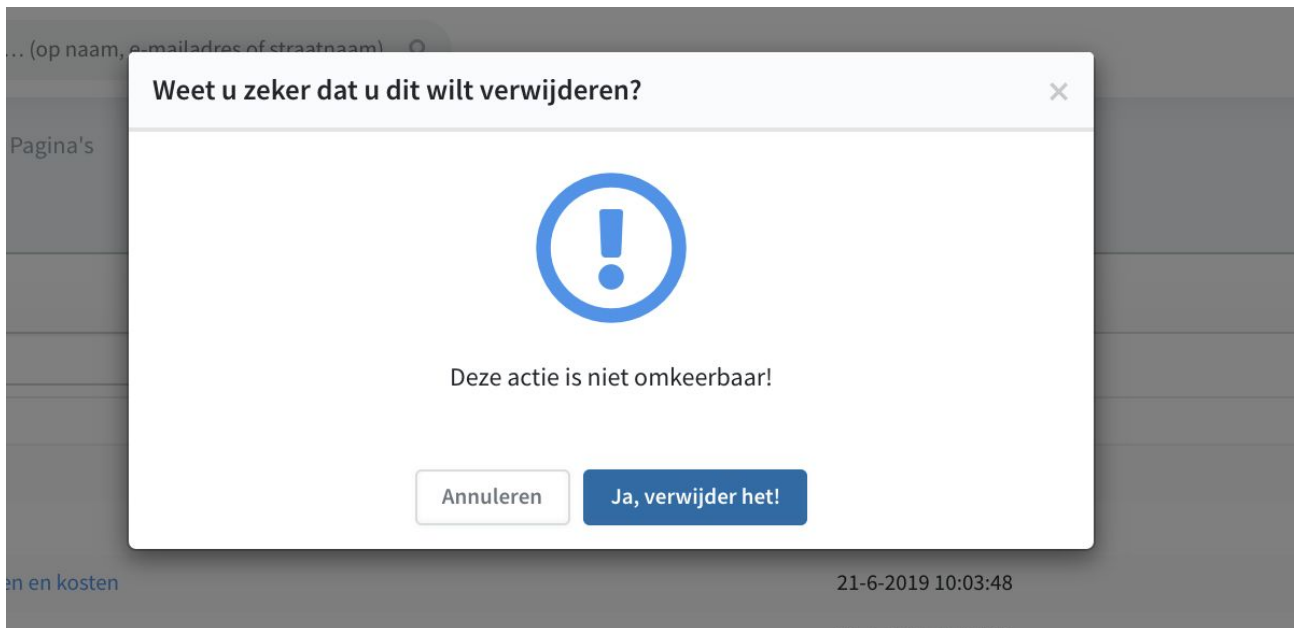 … (op naam, e-mailadres of straatnaam)
Weet u zeker dat u dit wilt verwijderen?
Pagina's
Deze actie is niet omkeerbaar!
Annuleren
Ja, verwijder het!
en en kosten
21-6-2019 10:03:48